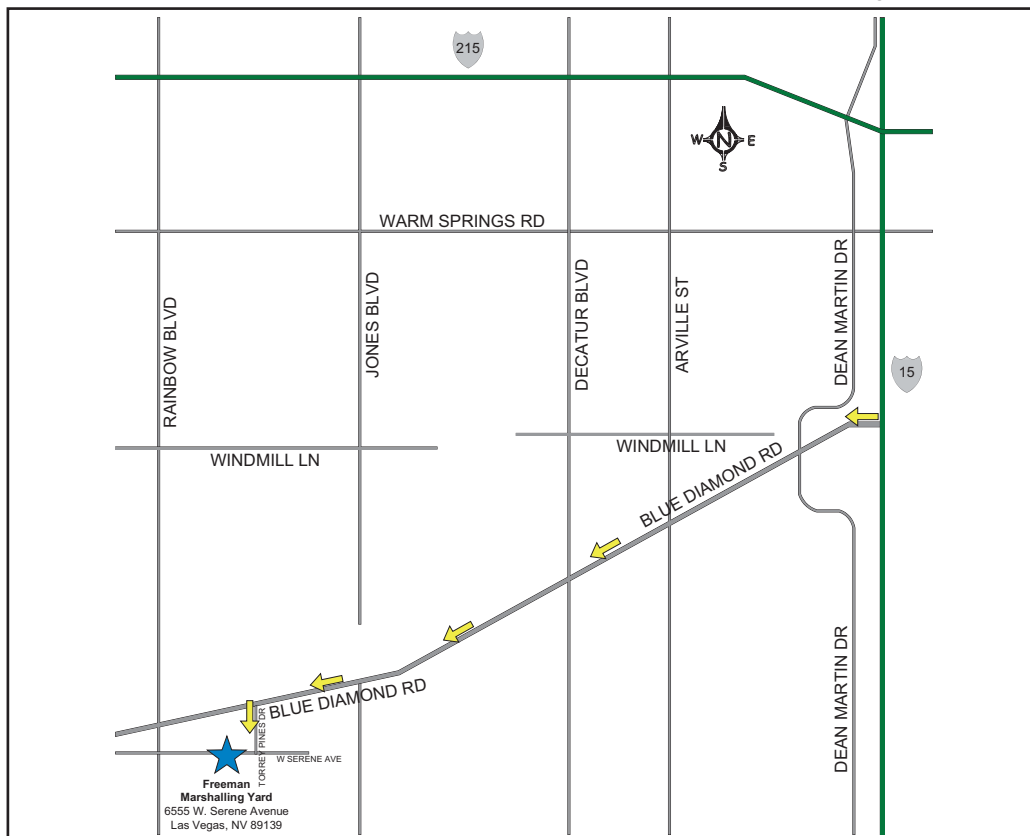 215
W N E
S
WARM SPRINGS RD
RAINBOW BLVD
JONES BLVD
DECATUR BLVD
ARVILLE ST
DEAN MARTIN DR
15
WINDMILL LN
WINDMILL LN
BLUE DIAMOND RD
BLUE DIAMOND RD
TORREY PINES DR
W SERENE AVE
DEAN MARTIN DR
Freeman
Marshalling Yard
6555 W. Serene Avenue
Las Vegas, NV 89139